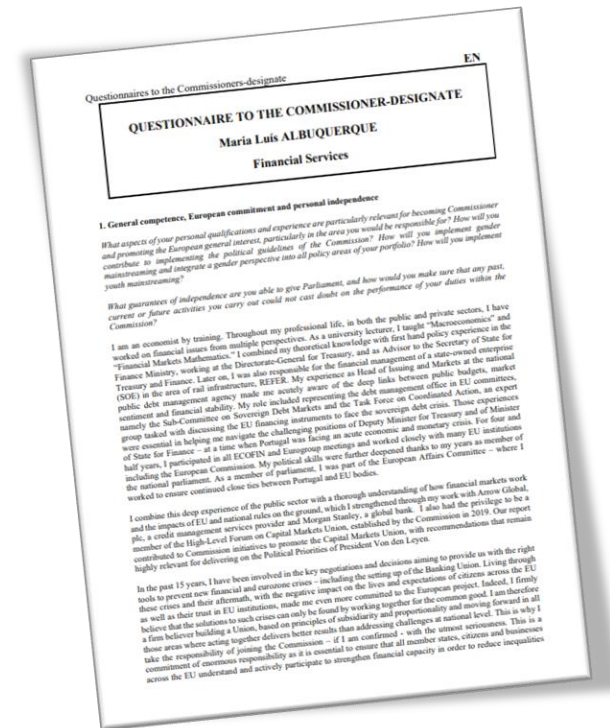 Questionnaires to the Commissioners-designate
EN
QUESTIONNAIRE TO THE COMMISSIONER-DESIGNATE
Maria Luís ALBUQUERQUE
Financial Services
1. General competence, European commitment and personal independence
What aspects of your personal qualifications and experience are particularly relevant for becoming Commissioner
and promoting the European general interest, particularly in the area you would be responsible for? How will you
contribute to implementing the political guidelines of the Commission? How will you implement gender
mainstreaming and integrate a gender perspective into all policy areas of your portfolio? How will you implement
youth mainstreaming?
What guarantees of independence are you able to give Parliament, and how would you make sure that any past,
current or future activities you carry out could not cast doubt on the performance of your duties within the
Commission?
I am an economist by training. Throughout my professional life, in both the public and private sectors, I have
worked on financial issues from multiple perspectives. As a university lecturer, I taught “Macroeconomics” and
“Financial Markets Mathematics.” I combined my theoretical knowledge with first hand policy experience in the
Finance Ministry, working at the Directorate-General for Treasury, and as Advisor to the Secretary of State for
Treasury and Finance. Later on, I was also responsible for the financial management of a state-owned enterprise
(SOE) in the area of rail infrastructure, REFER. My experience as Head of Issuing and Markets at the national
public debt management agency made me acutely aware of the deep links between public budgets, market
sentiment and financial stability. My role included representing the debt management office in EU committees,
namely the Sub-Committee on Sovereign Debt Markets and the Task Force on Coordinated Action, an expert
group tasked with discussing the EU financing instruments to face the sovereign debt crisis. Those experiences
were essential in helping me navigate the challenging positions of Deputy Minister for Treasury and of Minister
of State for Finance – at a time when Portugal was facing an acute economic and monetary crisis. For four and
half years, I participated in all ECOFIN and Eurogroup meetings and worked closely with many EU institutions
including the European Commission. My political skills were further deepened thanks to my years as member of
the national parliament. As a member of parliament, I was part of the European Affairs Committee – where I
worked to ensure continued close ties between Portugal and EU bodies.
I combine this deep experience of the public sector with a thorough understanding of how financial markets work
and the impacts of EU and national rules on the ground, which I strengthened through my work with Arrow Global,
plc, a credit management services provider and Morgan Stanley, a global bank. I also had the privilege to be a
member of the High-Level Forum on Capital Markets Union, established by the Commission in 2019. Our report
contributed to Commission initiatives to promote the Capital Markets Union, with recommendations that remain
highly relevant for delivering on the Political Priorities of President Von den Leyen.
In the past 15 years, I have been involved in the key negotiations and decisions aiming to provide us with the right
tools to prevent new financial and eurozone crises – including the setting up of the Banking Union. Living through
these crises and their aftermath, with the negative impact on the lives and expectations of citizens across the EU
as well as their trust in EU institutions, made me even more committed to the European project. Indeed, I firmly
believe that the solutions to such crises can only be found by working together for the common good. I am therefore
a firm believer building a Union, based on principles of subsidiarity and proportionality and moving forward in all
those areas where acting together delivers better results than addressing challenges at national level. This is why I
take the responsibility of joining the Commission – if I am confirmed - with the utmost seriousness. This is a
commitment of enormous responsibility as it is essential to ensure that all member states, citizens and businesses
across the EU understand and actively participate to strengthen financial capacity in order to reduce inequalities